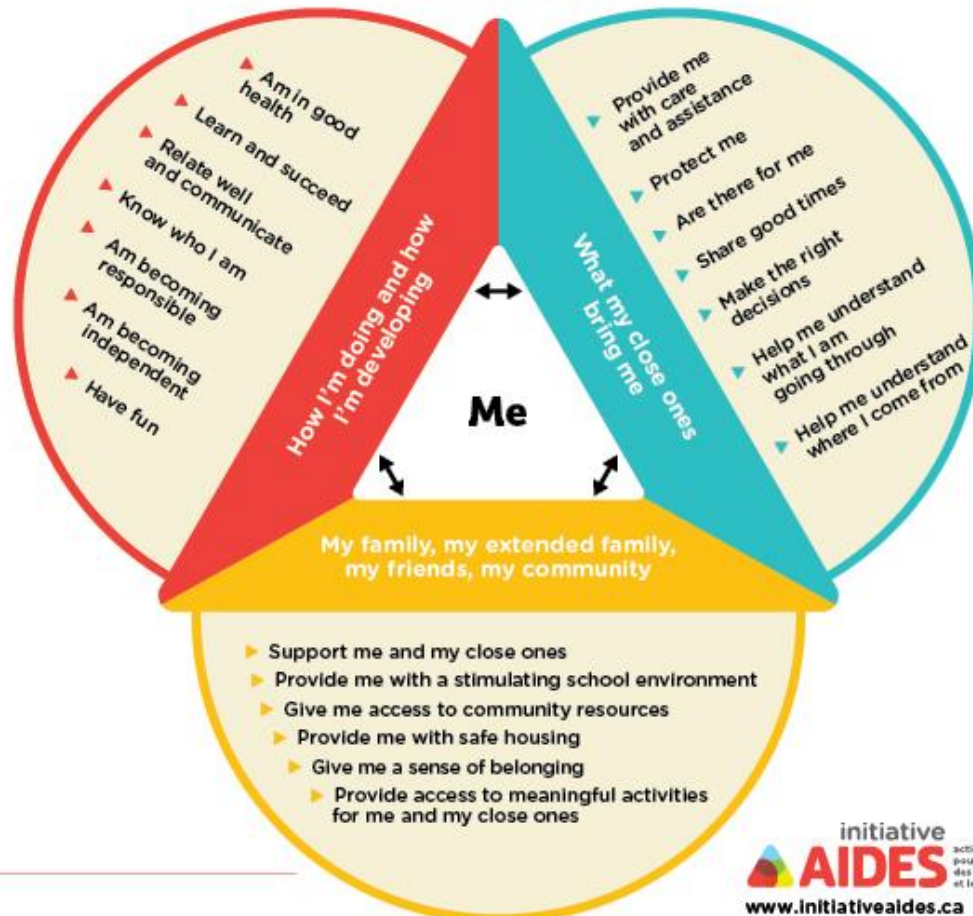 Am in good
health
Learn and succeed
Relate well
and communicate
Know who I am
Am becoming
responsible
Am becoming
independent
Have fun
How I'm doing and how
I'm developing
Provide me
with care
and assistance
Protect me
Are there for me
Share good times
Make the right
decisions
Help me understand
what I am
going through
Help me understand
where I come from
What my close ones
bring me
Me
My family, my extended family,
my friends, my community
Support me and my close ones
Provide me with a stimulating school environment
Give me access to community resources
Provide me with safe housing
Give me a sense of belonging
Provide access to meaningful activities
for me and my close ones
initiative
AIDES
www.initiativeaides.ca